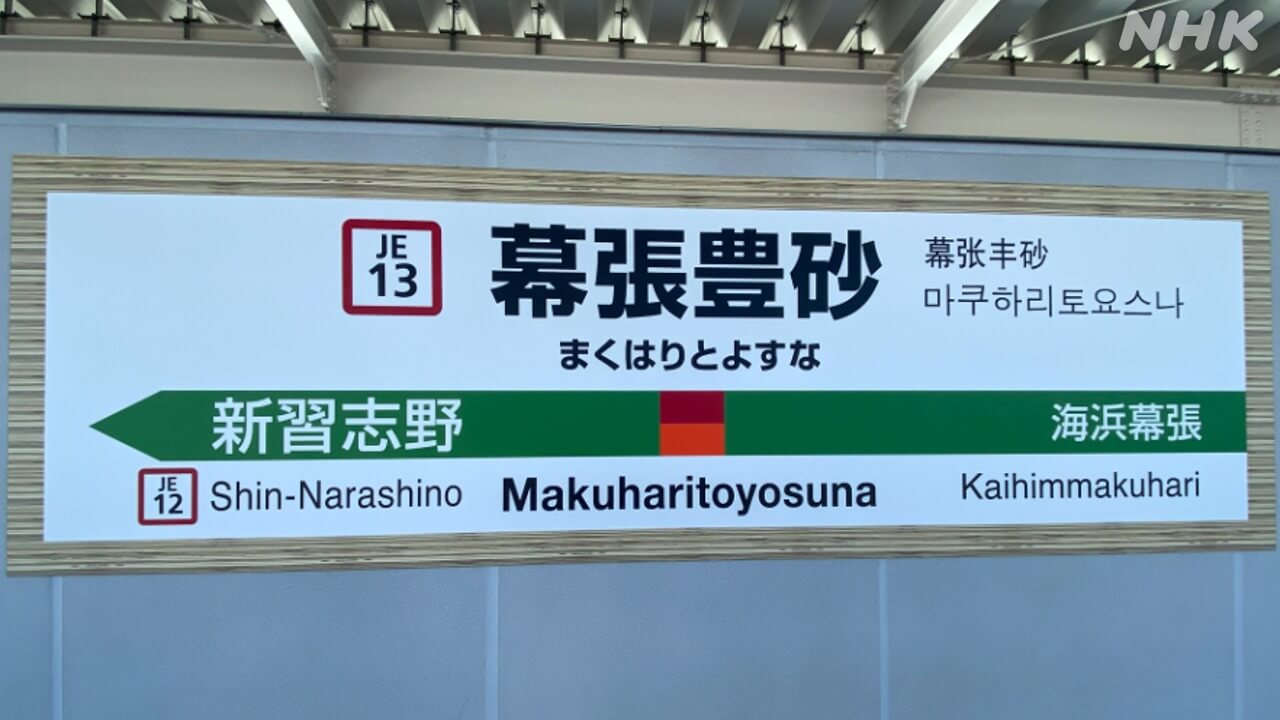 NHK
JE
13
幕張豊砂
まくはりとよすな
幕张丰砂
마쿠하리토요스나
新習志野
海浜幕張
JE
12
Shin-Narashino
Makuharitoyosuna
Kaihimmakuhari